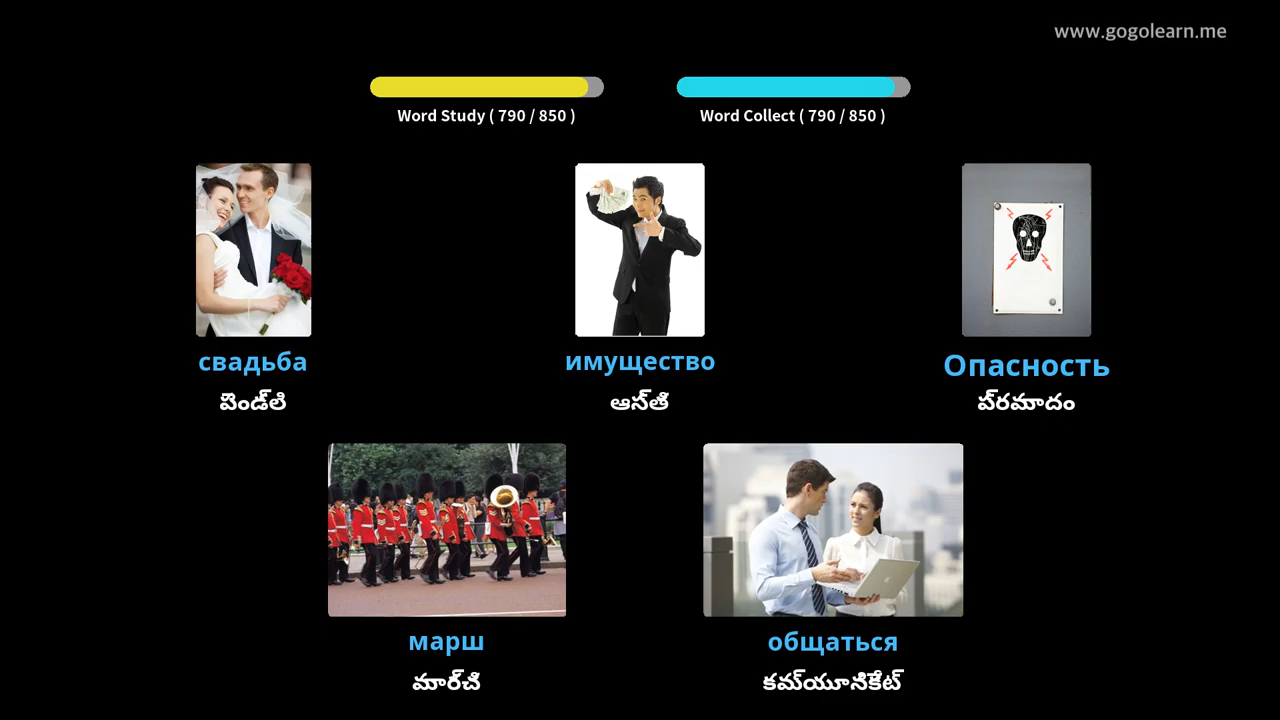 www.gogolearn.me
Word Study ( 790 / 850 )
Word Collect ( 790 / 850 )
свадьба
имущество
Опасность
పెండ్‌లి
ఆస్‌తి
ప్‌రమాదం
марш
общаться
మార్‌చి
కమ్‌యూనికేట్